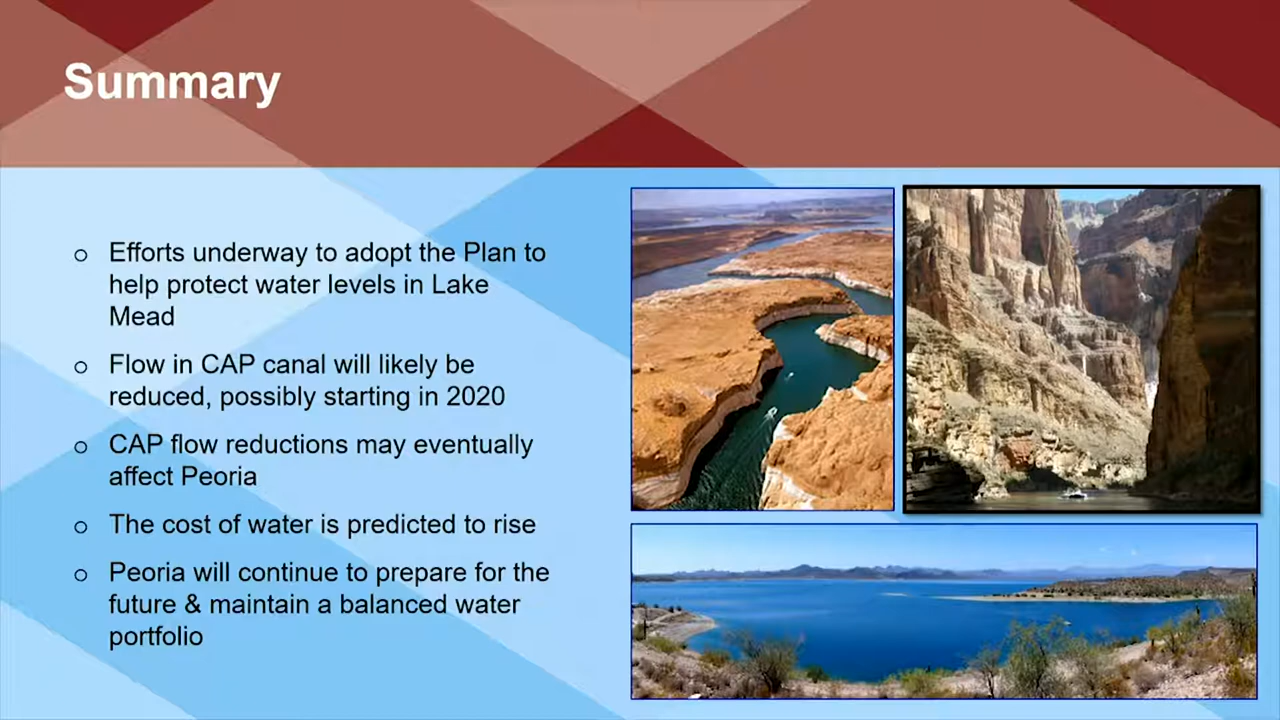 Summary
o Efforts underway to adopt the Plan to
help protect water levels in Lake
Mead
o Flow in CAP canal will likely be
reduced, possibly starting in 2020
o CAP flow reductions may eventually
affect Peoria
o The cost of water is predicted to rise
o Peoria will continue to prepare for the
future & maintain a balanced water
portfolio